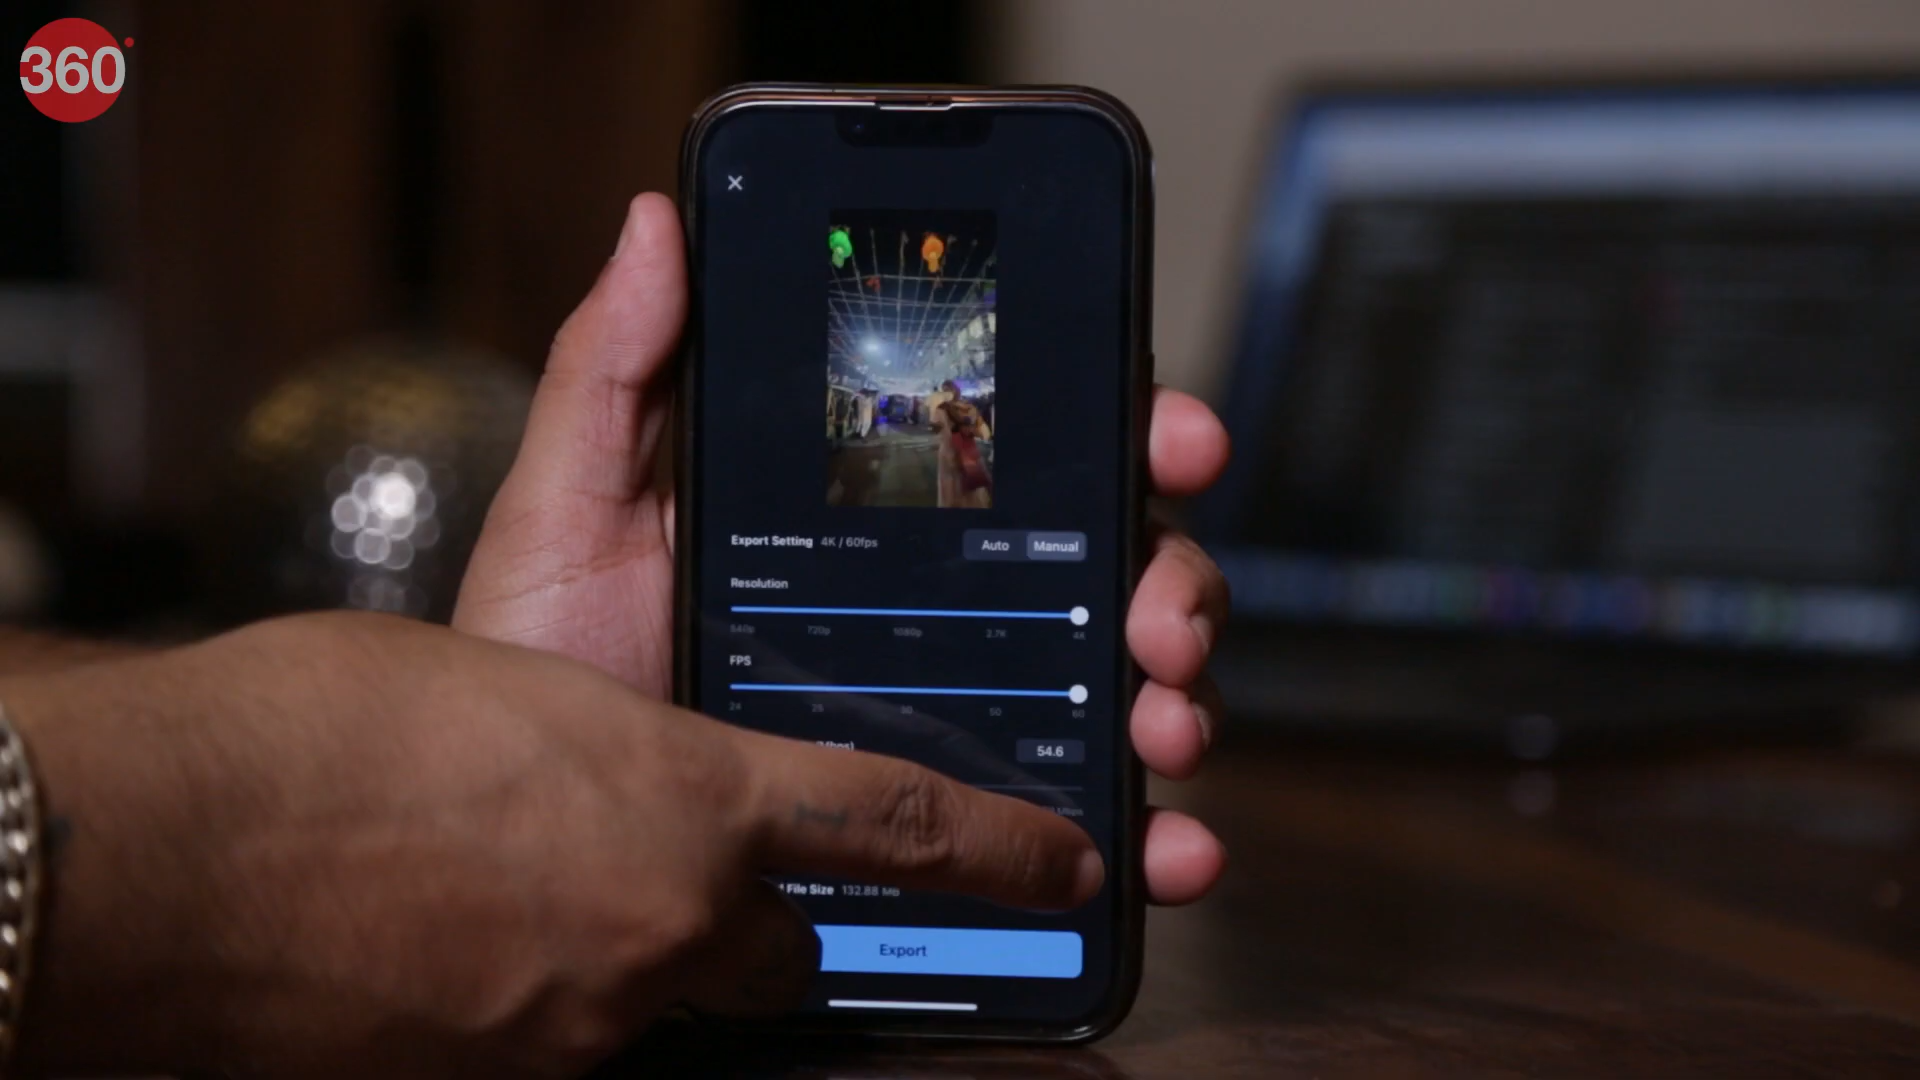 360
Export Setting 4K / 60fps
Auto Manual
Resolution
540p 720p 1080p 2.7K 4K
FPS
24 25 30 50 60
54.6
File Size 132.88 MB
Export